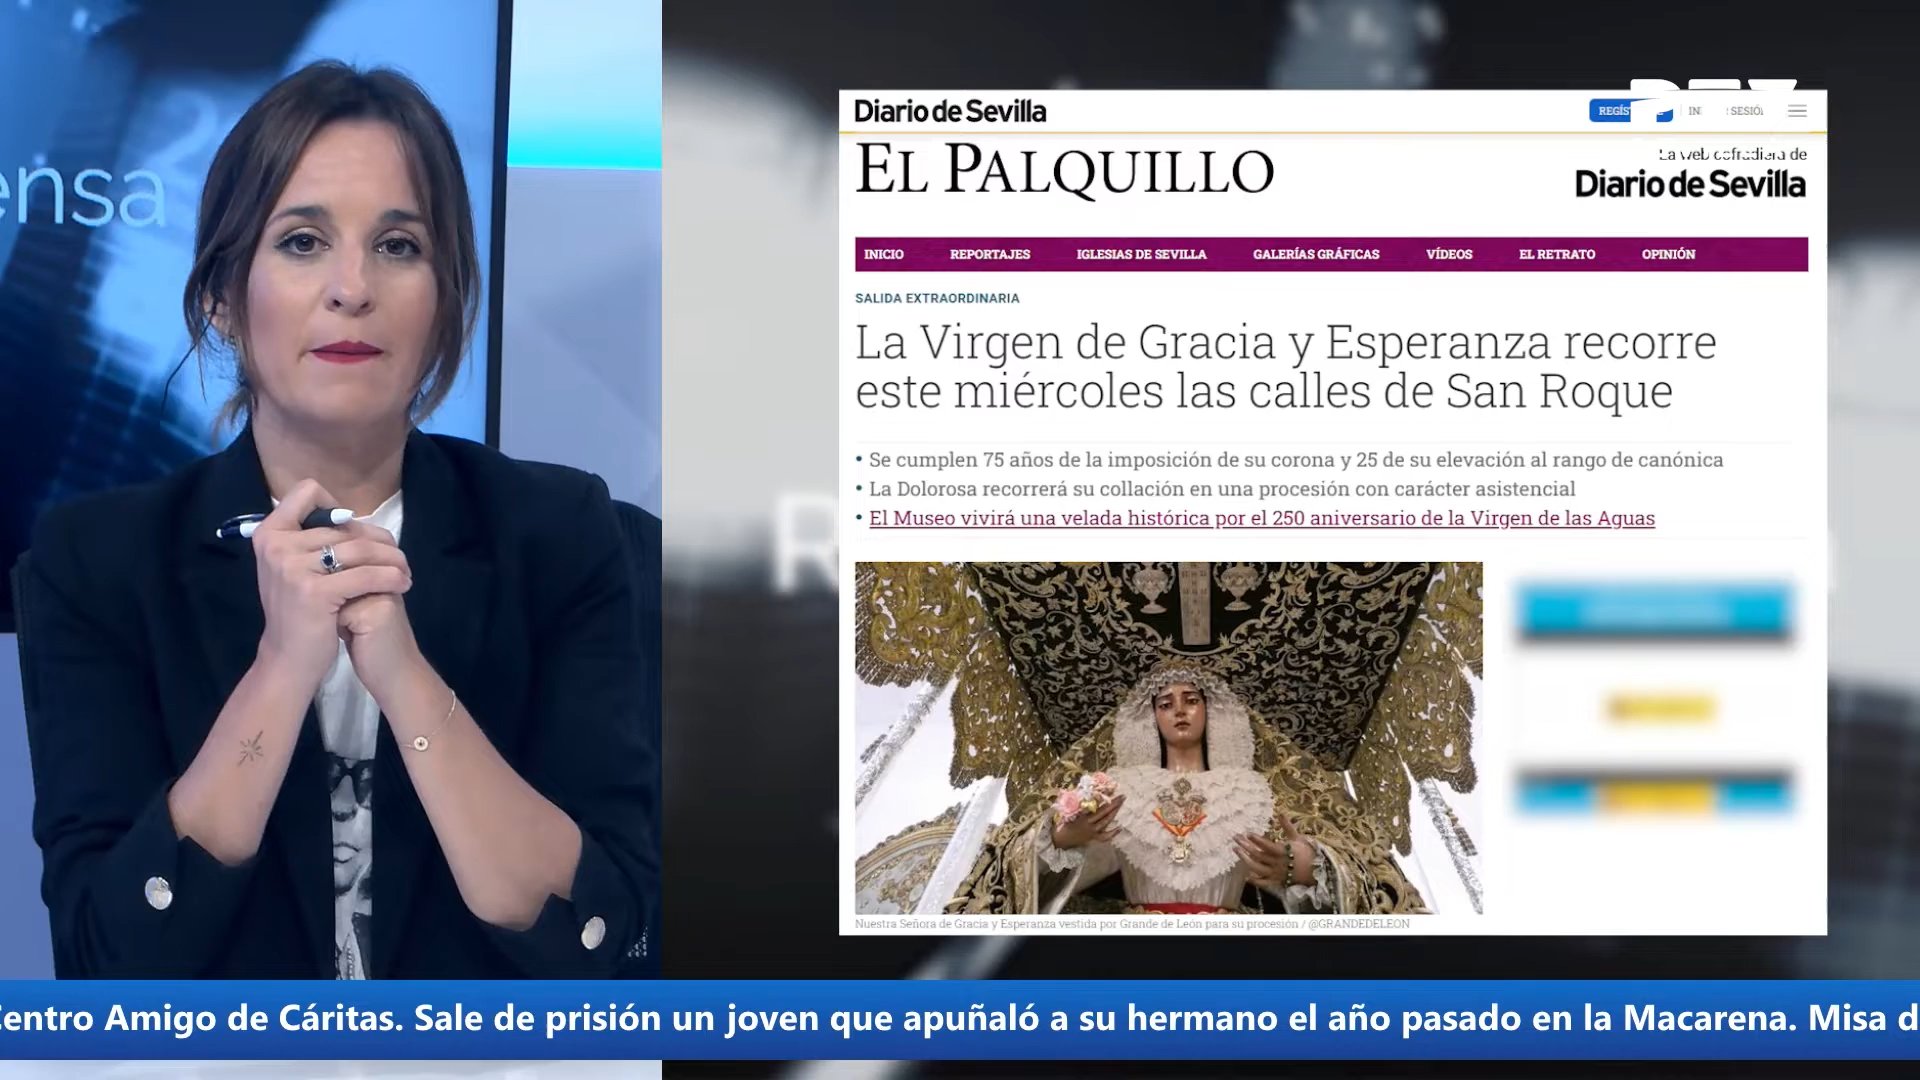 ensa
Diario de Sevilla
EL PALQUILLO
La web cofradiera de
Diario de Sevilla
INICIO REPORTAJES IGLESIAS DE SEVILLA GALERÍAS GRÁFICAS VÍDEOS EL RETRATO OPINIÓN
SALIDA EXTRAORDINARIA
La Virgen de Gracia y Esperanza recorre
este miércoles las calles de San Roque
• Se cumplen 75 años de la imposición de su corona y 25 de su elevación al rango de canónica
• La Dolorosa recorrerá su collación en una procesión con carácter asistencial
• El Museo vivirá una velada histórica por el 250 aniversario de la Virgen de las Aguas
Nuestra Señora de Gracia y Esperanza vestida por Grande de León para su procesión / @GRANDEDELEON
Centro Amigo de Cáritas. Sale de prisión un joven que apuñaló a su hermano el año pasado en la Macarena. Misa d